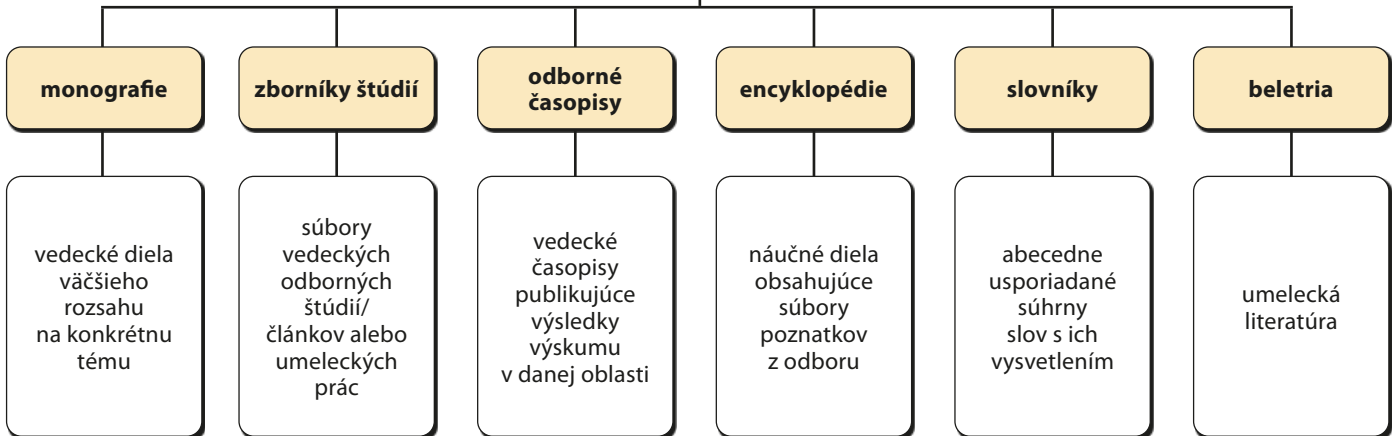 monografie
zborníky štúdií
odborné
časopisy
encyklopédie
slovníky
beletria
vedecké diela
väčšieho
rozsahu
na konkrétnu
tému
súbory
vedeckých
odborných
štúdií/
článkov alebo
umeleckých
prác
vedecké
časopisy
publikujúce
výsledky
výskumu
v danej oblasti
náučné diela
obsahujúce
súbory
poznatkov
z odboru
abecedne
usporiadané
súhrny
slov s ich
vysvetlením
umelecká
literatúra